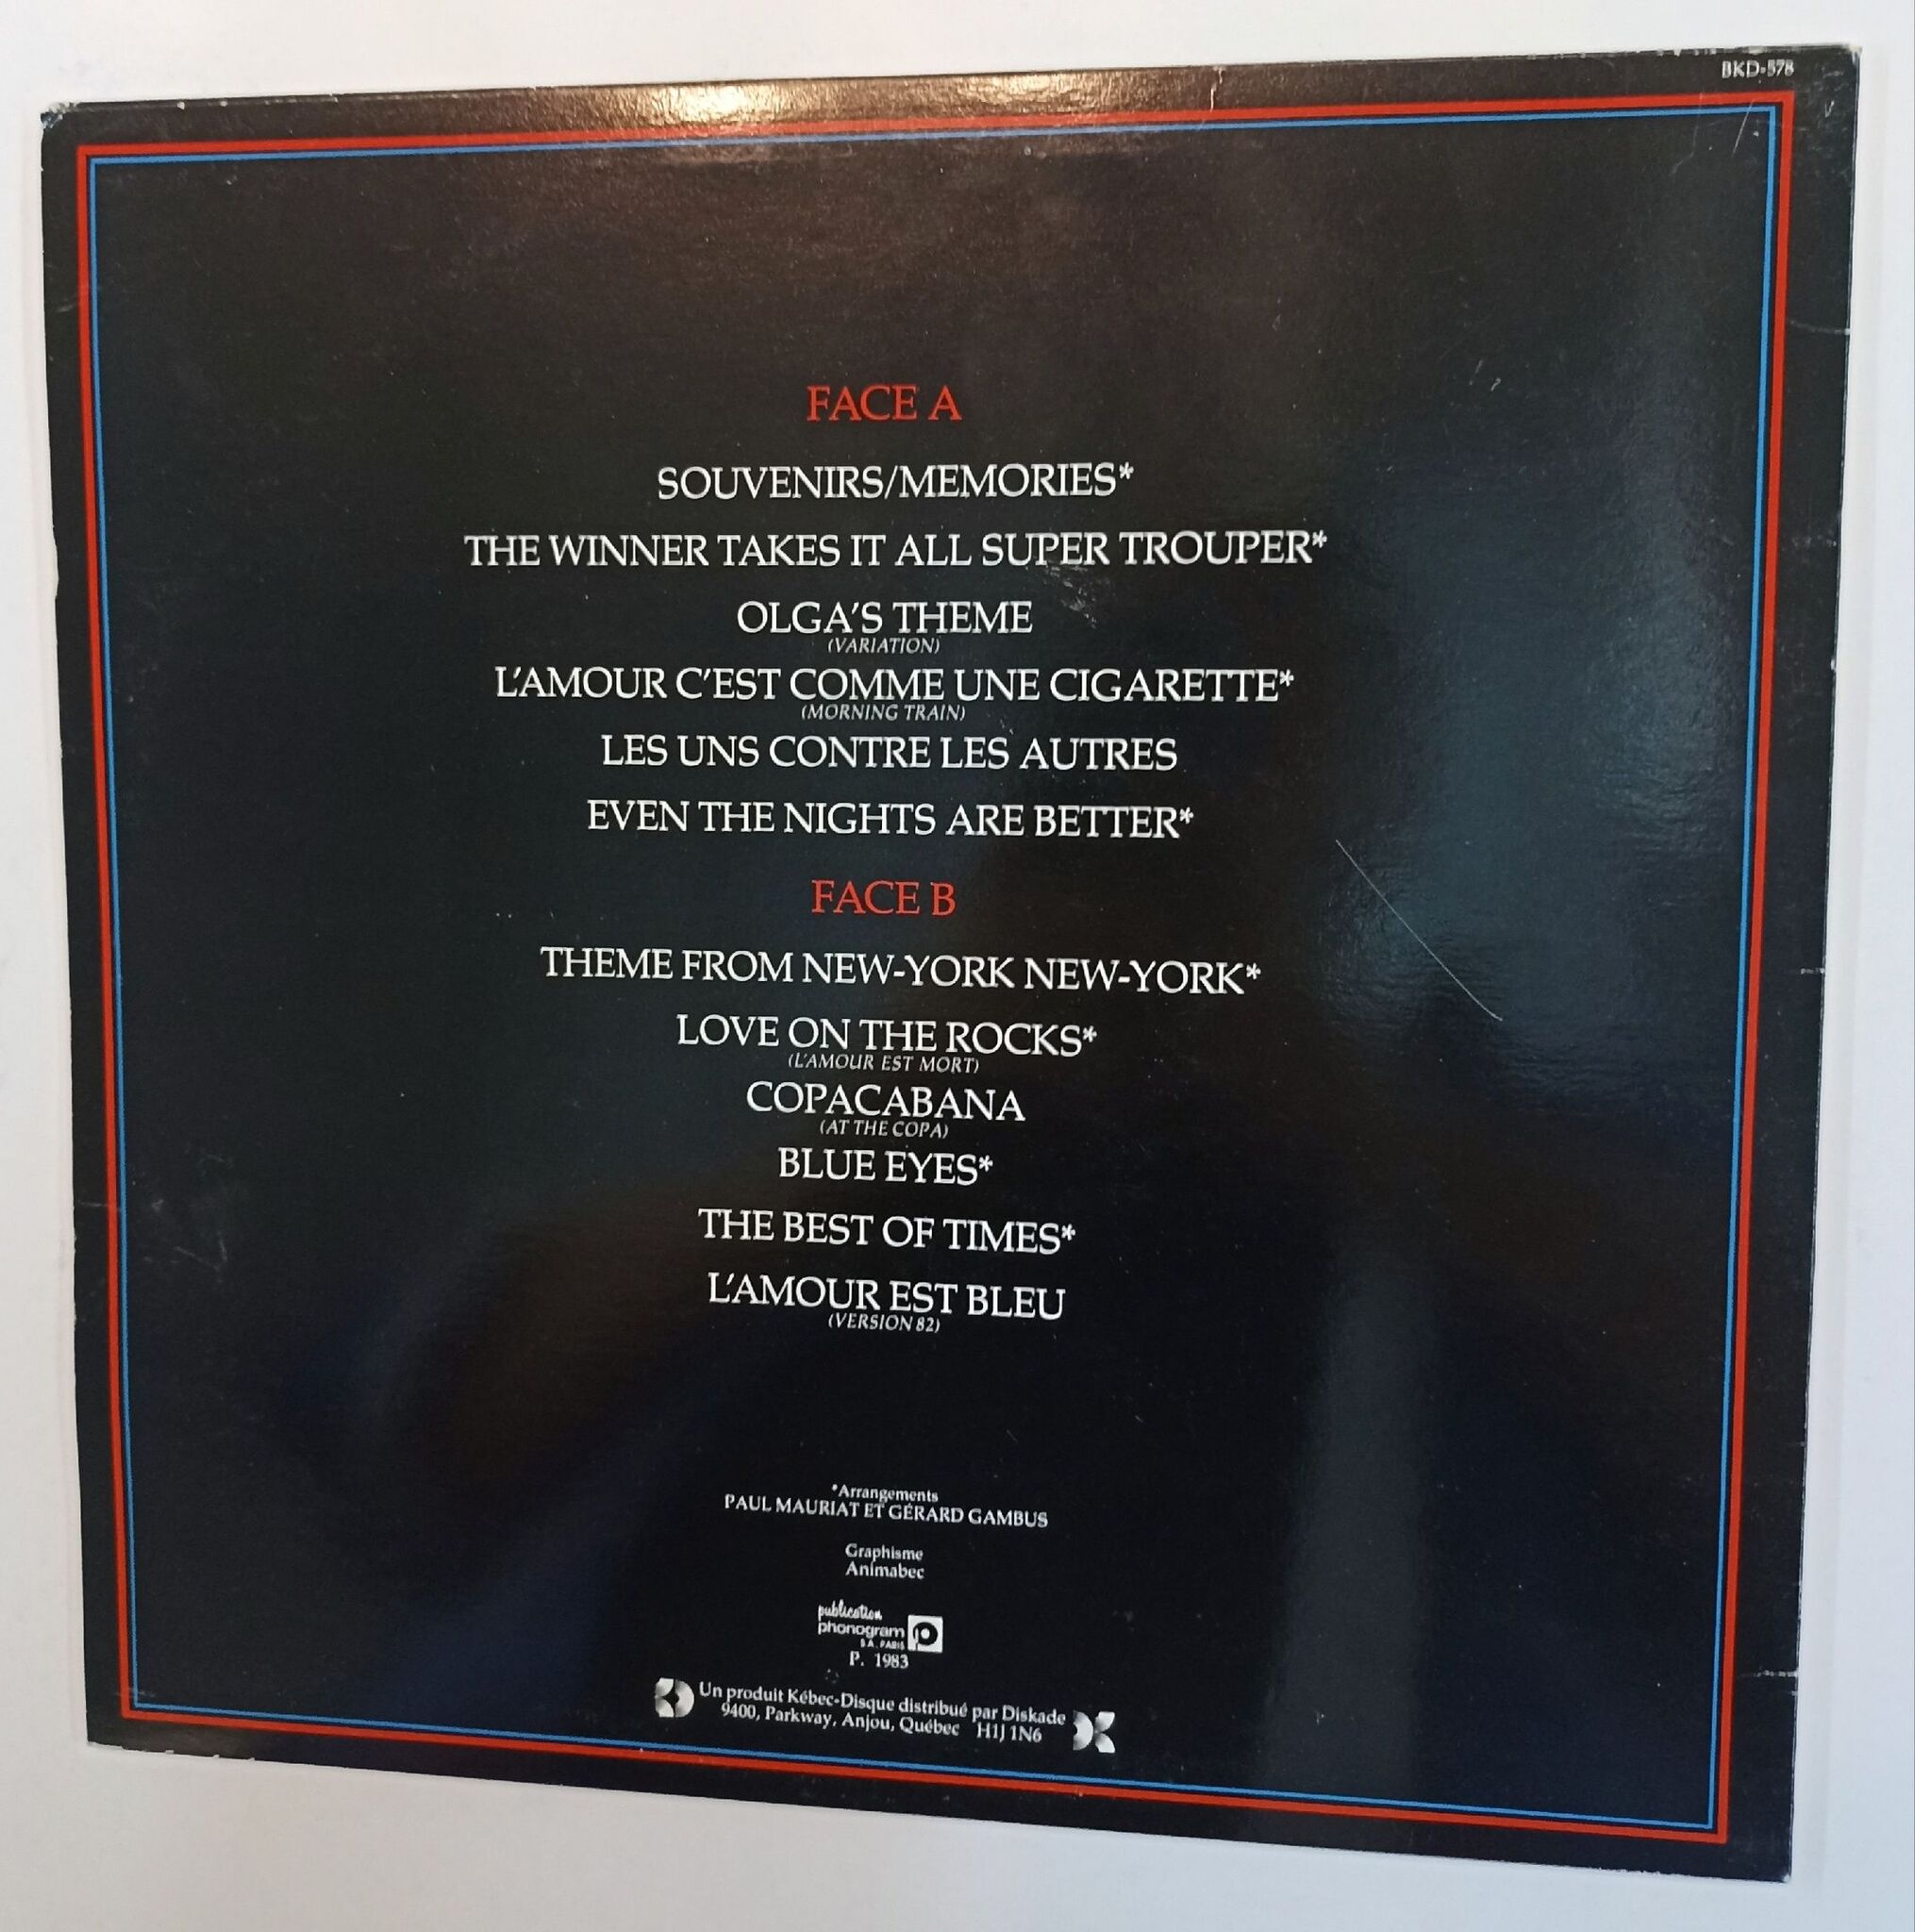 BKD-578
FACE A
SOUVENIRS/MEMORIES*
THE WINNER TAKES IT ALL SUPER TROUPER*
OLGA'S THEME
(VARIATION)
L'AMOUR C'EST COMME UNE CIGARETTE*
(MORNING TRAIN)
LES UNS CONTRE LES AUTRES
EVEN THE NIGHTS ARE BETTER*
FACE B
THEME FROM NEW-YORK NEW-YORK*
LOVE ON THE ROCKS*
(L'AMOUR EST MORT)
COPACABANA
(AT THE COPA)
BLUE EYES*
THE BEST OF TIMES*
L'AMOUR EST BLEU
(VERSION 82)
*Arrangements
PAUL MAURIAT ET GÉRARD GAMBUS
Graphisme
Animabec
publication
phonogram
S.A. PARIS
P. 1983
Un produit Kébec-Disque distribué par Diskade
9400, Parkway, Anjou, Québec H1J 1N6